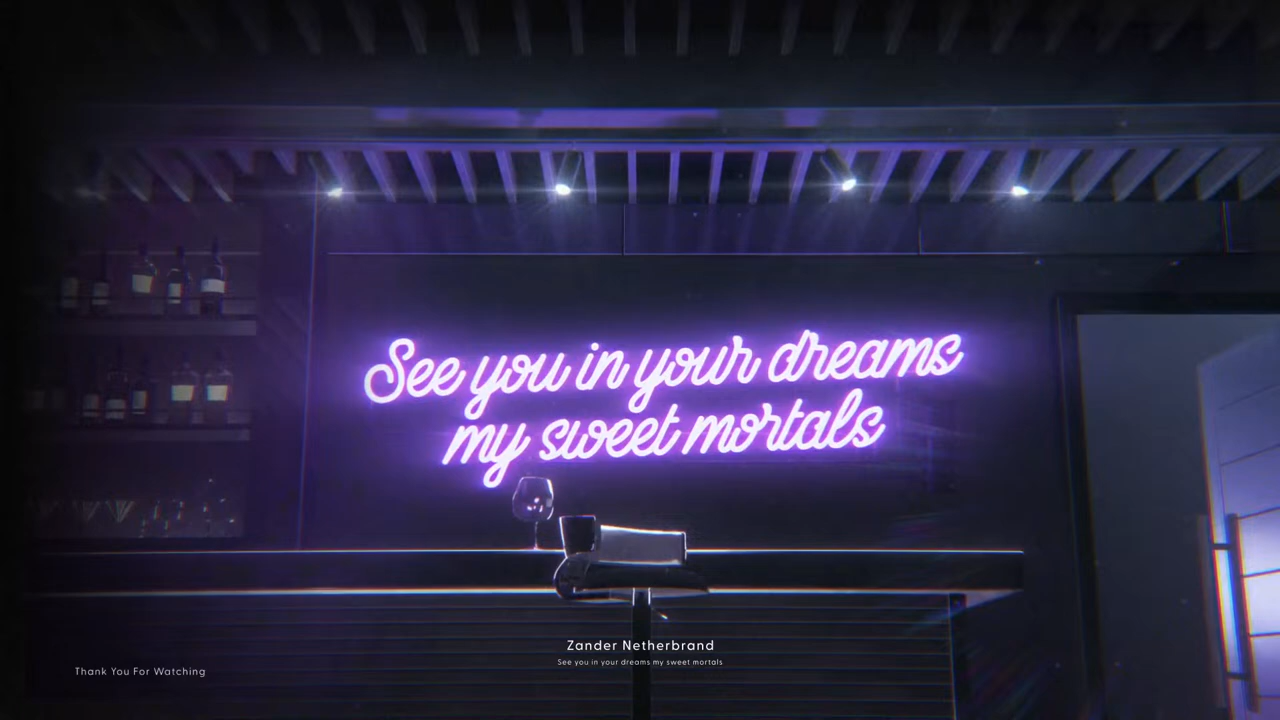 See you in your dreams
my sweet mortals
Zander Netherbrand
See you in your dreams my sweet mortals
Thank You For Watching